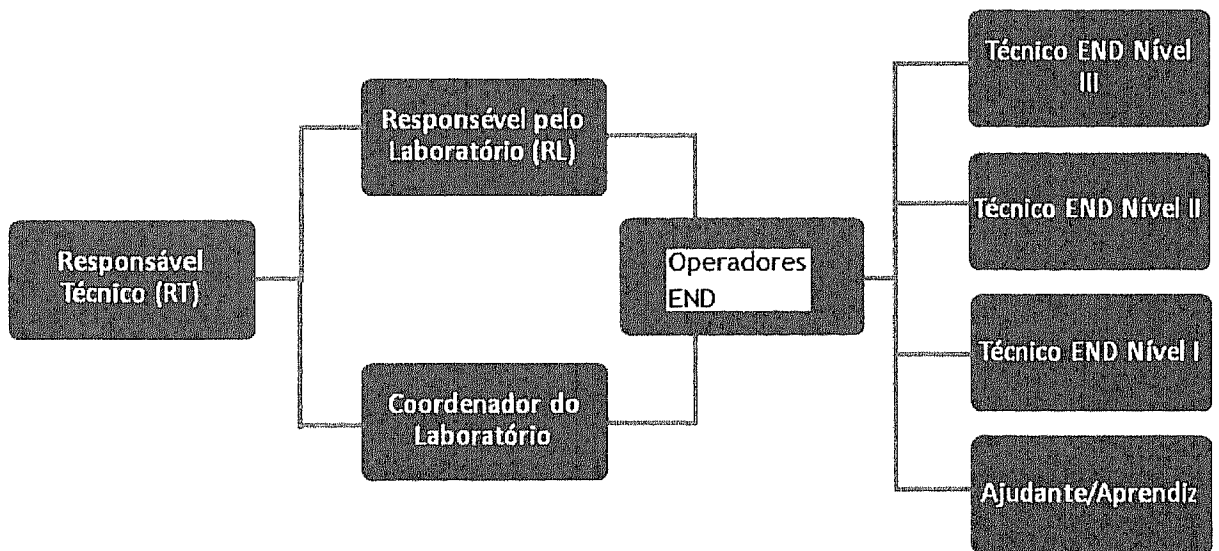 Responsável
Técnico (RT)
Responsével pelo
Laboratório (RL)
Coordenador do
Laboratório
Operadores
END
Técnico END Nível
III
Técnico END Nível II
Técnico END Nível I
Ajudante/Aprendiz